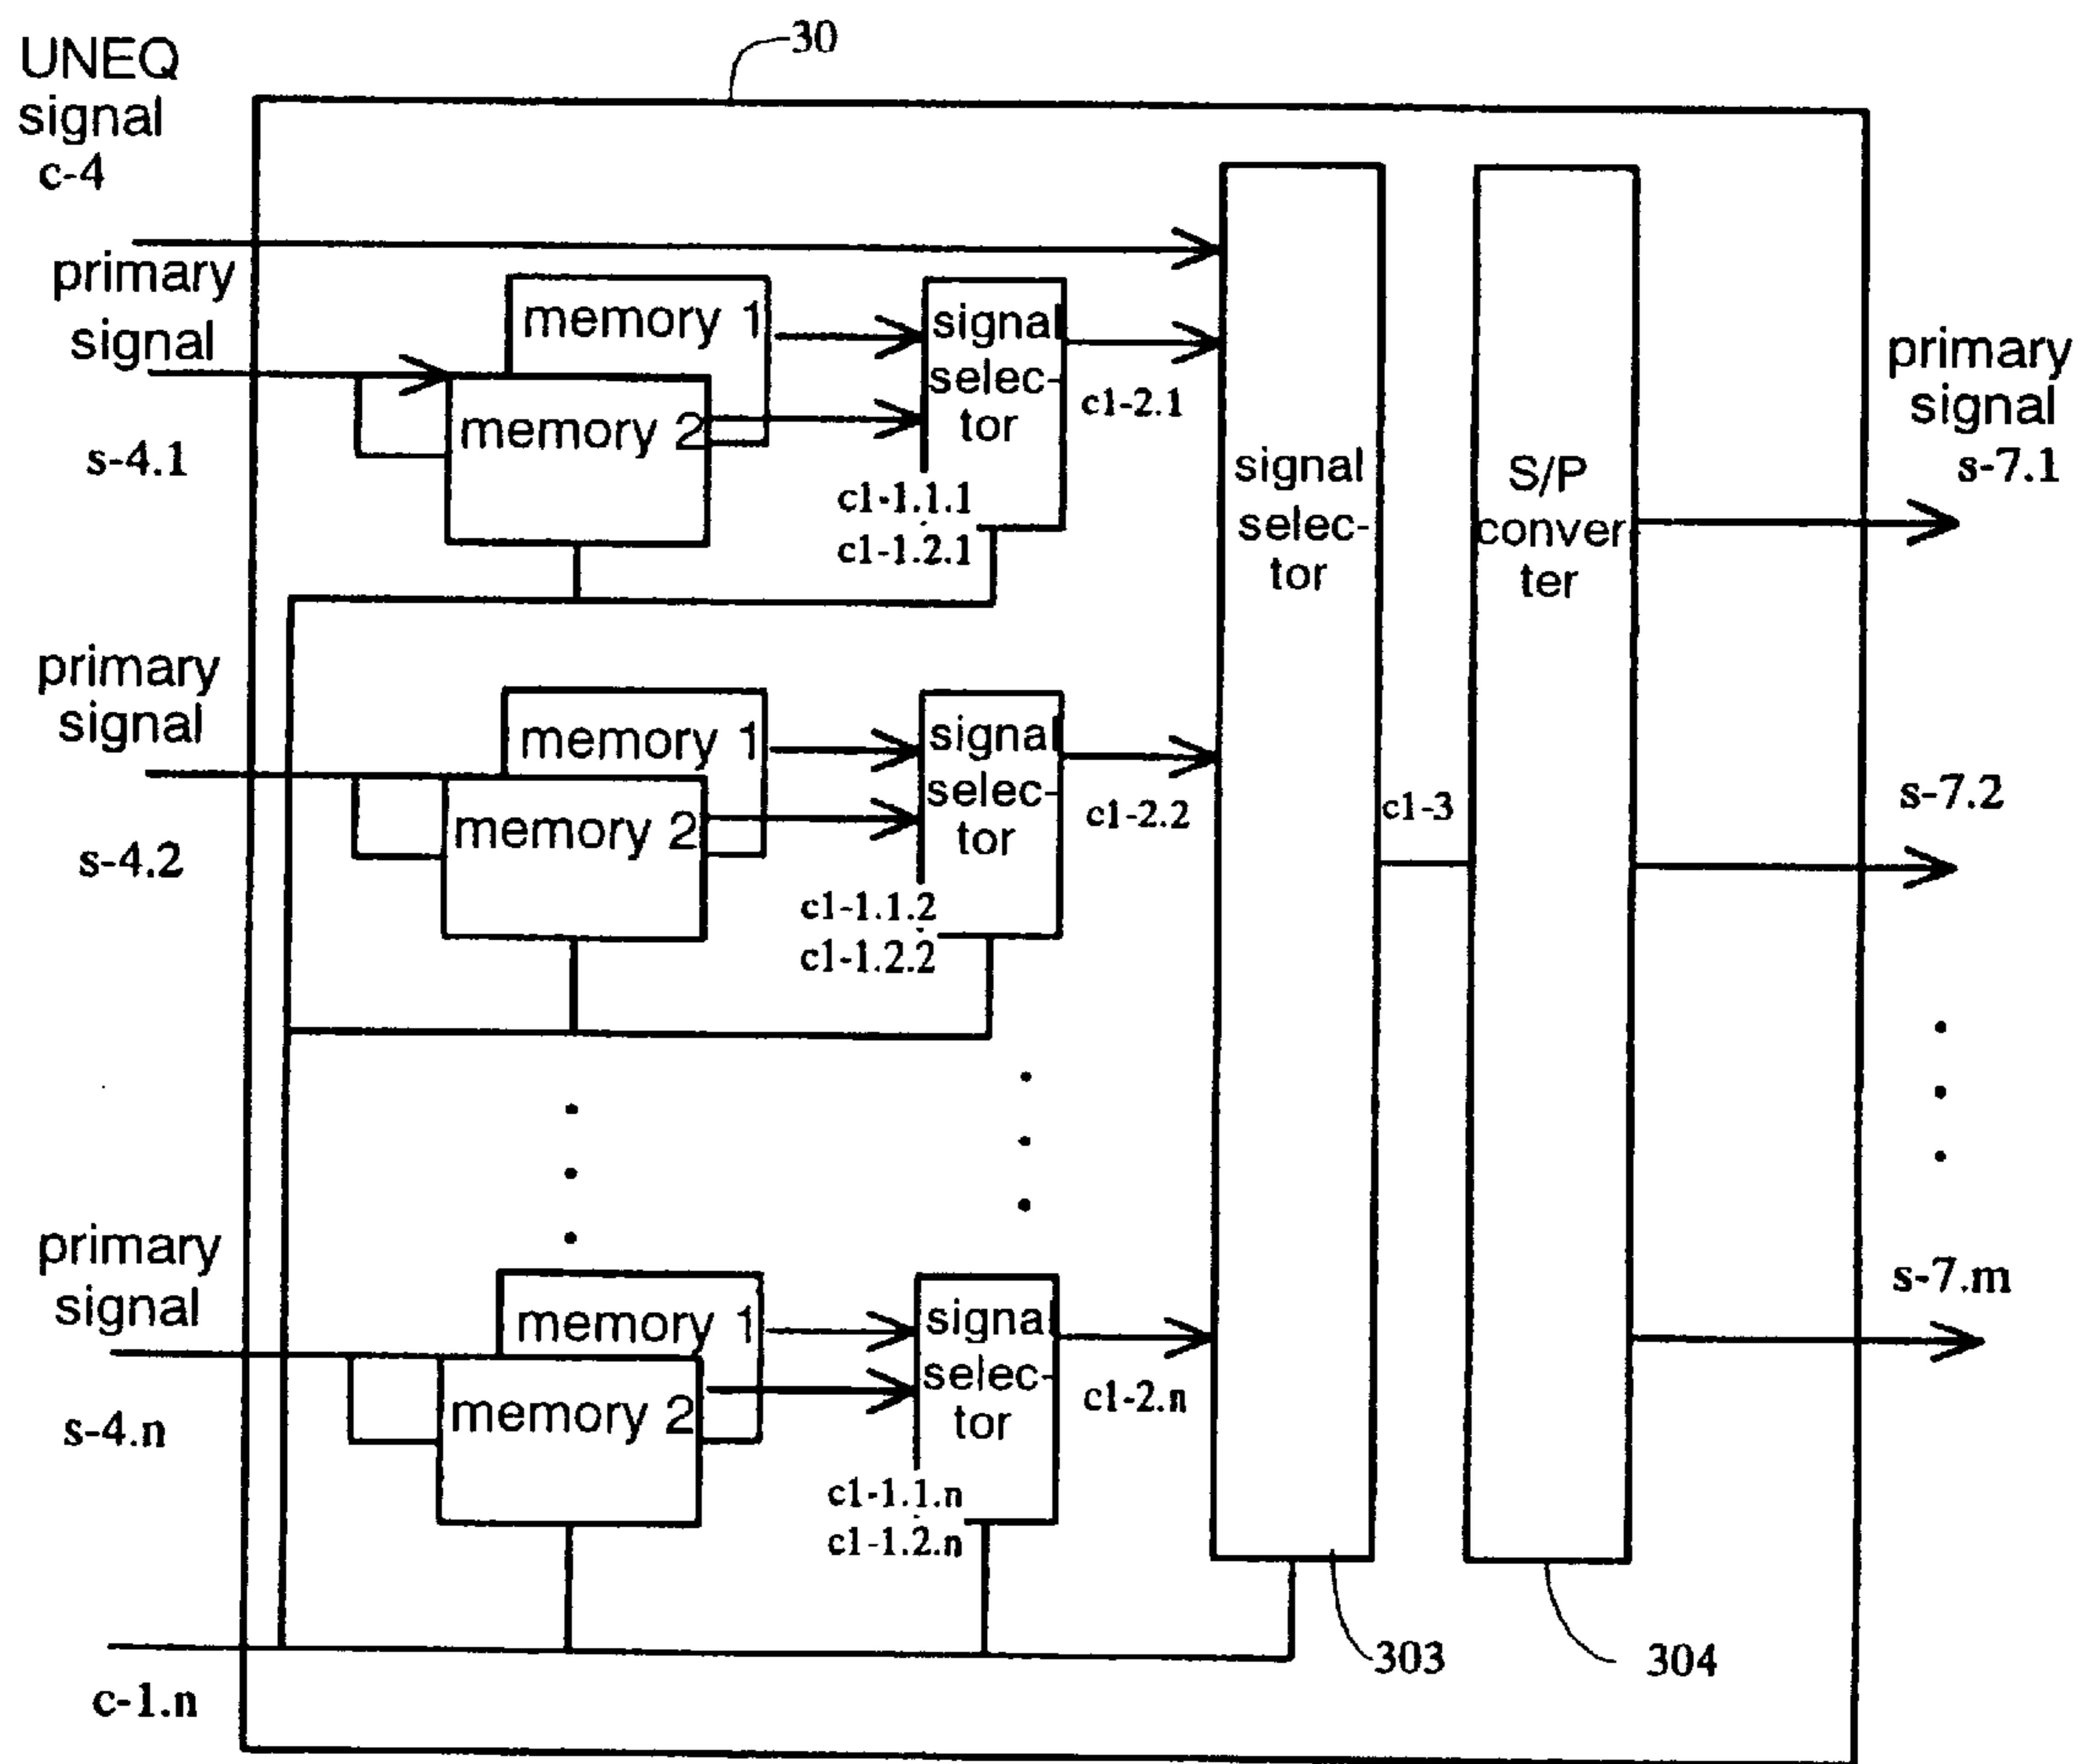 30
UNEQ
signal
c-4
primary
signal
s-4.1
memory 1
memory 2
signal
selec-
tor
c1-1.1.1
c1-1.2.1
c1-2.1
signal
selec-
tor
S/P
conver
ter
primary
signal
s-7.1
primary
signal
s-4.2
memory 1
memory 2
signal
selec-
tor
c1-1.1.2
c1-1.2.2
c1-2.2
c1-3
s-7.2
primary
signal
s-4.n
memory 1
memory 2
signal
selec-
tor
c1-1.1.n
c1-1.2.n
c1-2.n
s-7.m
c-1.n
303
304